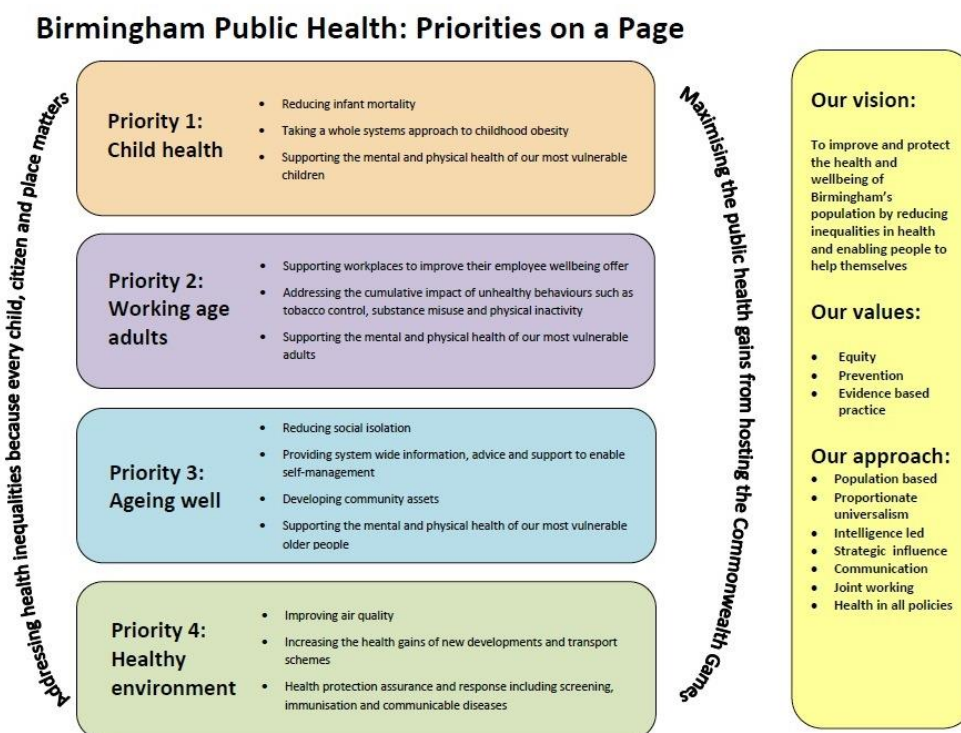 Birmingham Public Health: Priorities on a Page
Addressing health inequalities because every child, citizen and place matters
Priority 1:
Child health
• Reducing infant mortality
• Taking a whole systems approach to childhood obesity
• Supporting the mental and physical health of our most vulnerable
children
Priority 2:
Working age
adults
• Supporting workplaces to improve their employee wellbeing offer
• Addressing the cumulative impact of unhealthy behaviours such as
tobacco control, substance misuse and physical inactivity
• Supporting the mental and physical health of our most vulnerable
adults
Priority 3:
Ageing well
• Reducing social isolation
• Providing system wide information, advice and support to enable
self-management
• Developing community assets
• Supporting the mental and physical health of our most vulnerable
older people
Priority 4:
Healthy
environment
• Improving air quality
• Increasing the health gains of new developments and transport
schemes
• Health protection assurance and response including screening,
immunisation and communicable diseases
Maximising the public health gains from hosting the Commonwealth Games
Our vision:
To improve and protect
the health and
wellbeing of
Birmingham's
population by reducing
inequalities in health
and enabling people to
help themselves
Our values:
• Equity
• Prevention
• Evidence based
practice
Our approach:
• Population based
• Proportionate
universalism
• Intelligence led
• Strategic influence
• Communication
• Joint working
• Health in all policies